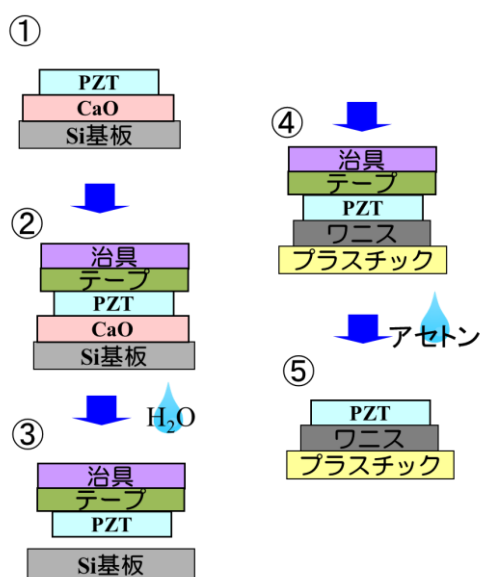 ①
PZT
CaO
Si基板
②
治具
テープ
PZT
CaO
Si基板
H₂O
③
治具
テープ
PZT
Si基板
④
治具
テープ
PZT
ワニス
プラスチック
アセトン
⑤
PZT
ワニス
プラスチック